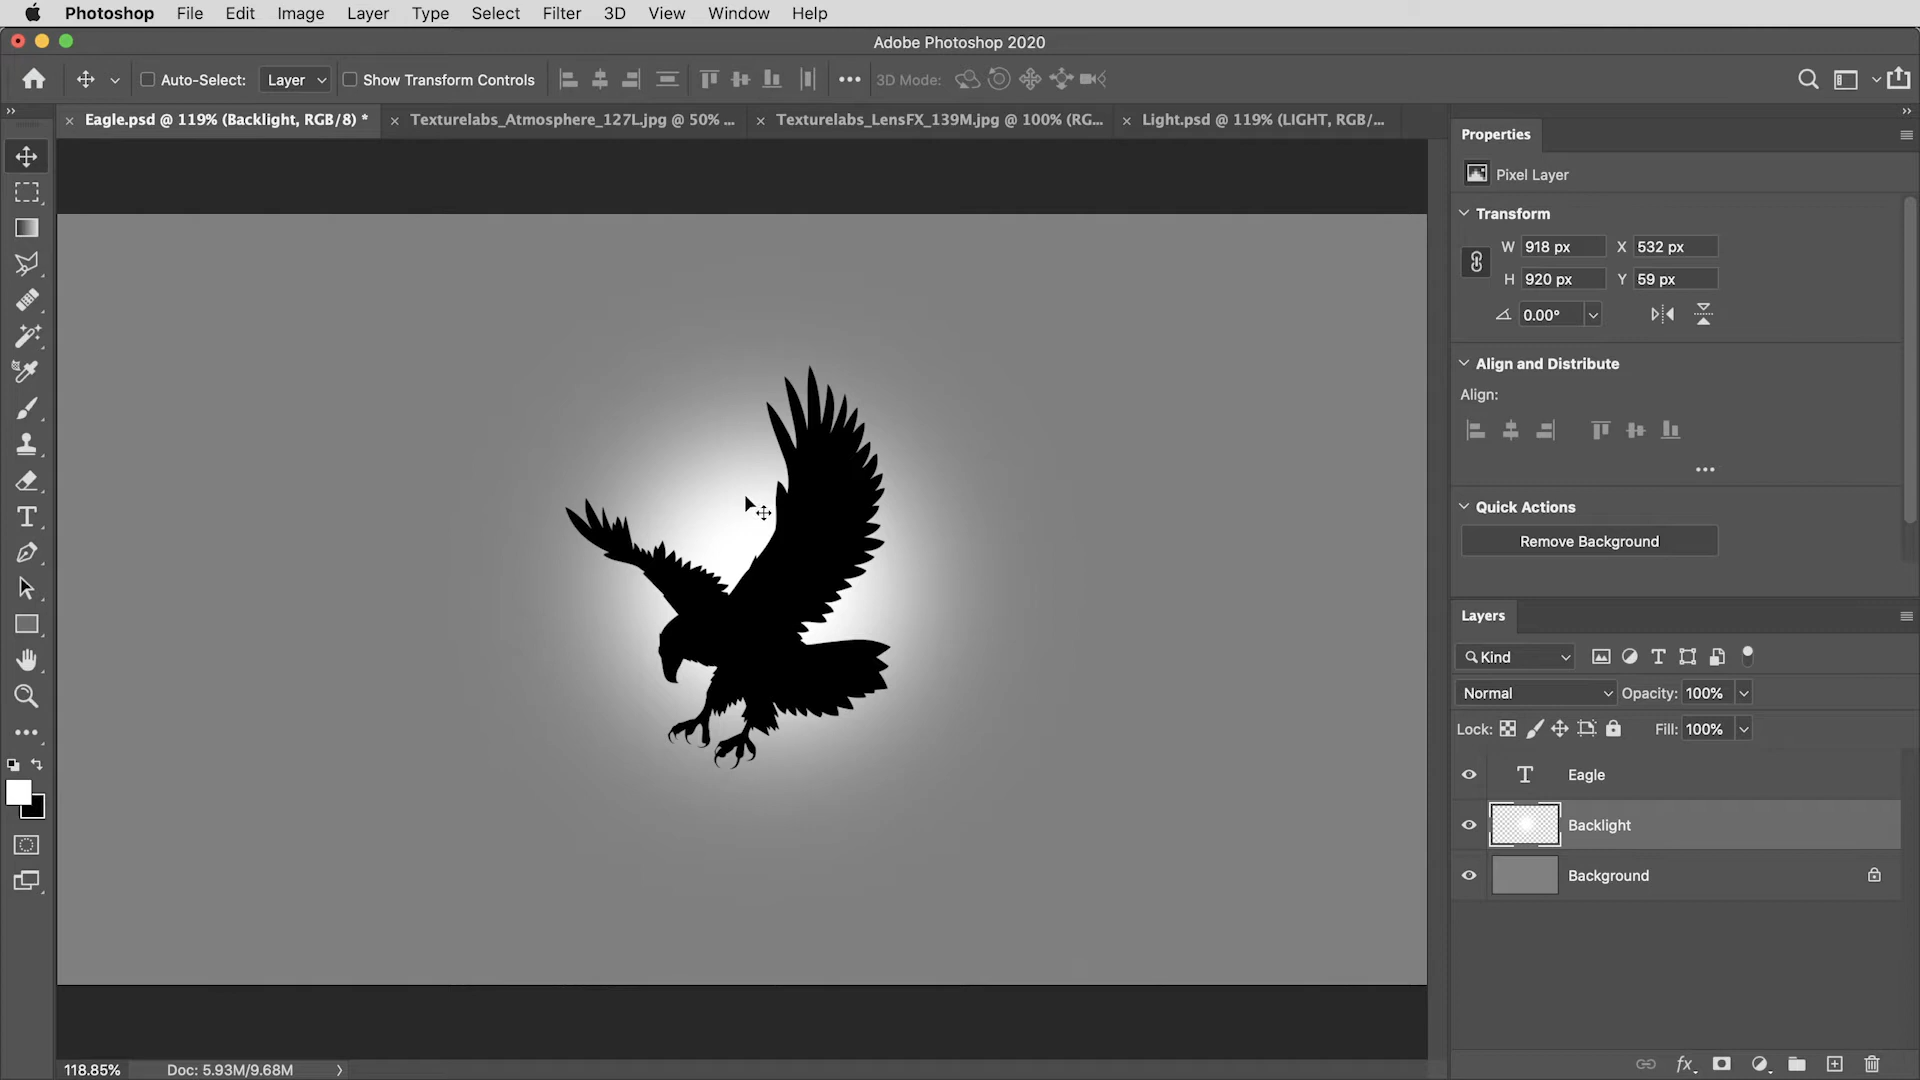 Photoshop File Edit Image Layer Type Select Filter 3D View Window Help
Adobe Photoshop 2020
Auto-Select: Layer Show Transform Controls 3D Mode:
Eagle.psd @ 119% (Backlight, RGB/8) * Texturelabs_Atmosphere_127L.jpg @ 50% ... Texturelabs_LensFX_139M.jpg @ 100% (RG... Light.psd @ 119% (LIGHT, RGB/...
Properties
Pixel Layer
Transform
W 918 px X 532 px
H 920 px Y 59 px
0.00°
Align and Distribute
Align:
Quick Actions
Remove Background
Layers
Kind
Normal Opacity: 100%
Lock: Fill: 100%
Eagle
Backlight
Background
118.85% Doc: 5.93M/9.68M